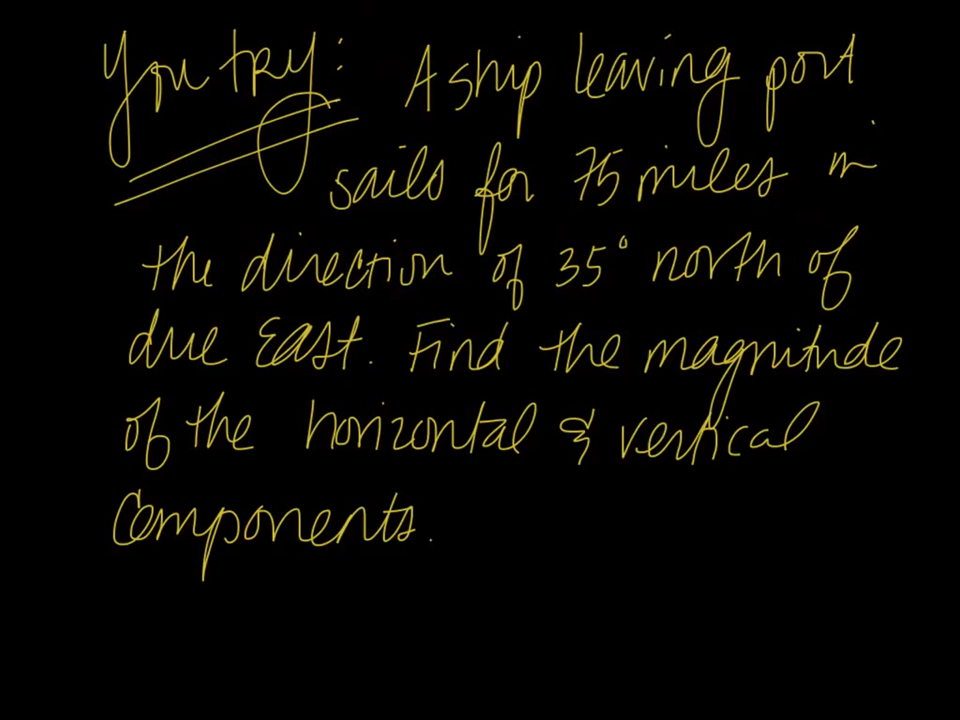 You try: A ship leaving port
sails for 75 miles in
the direction of 35° north of
due East. Find the magnitude
of the horizontal & vertical
Components.